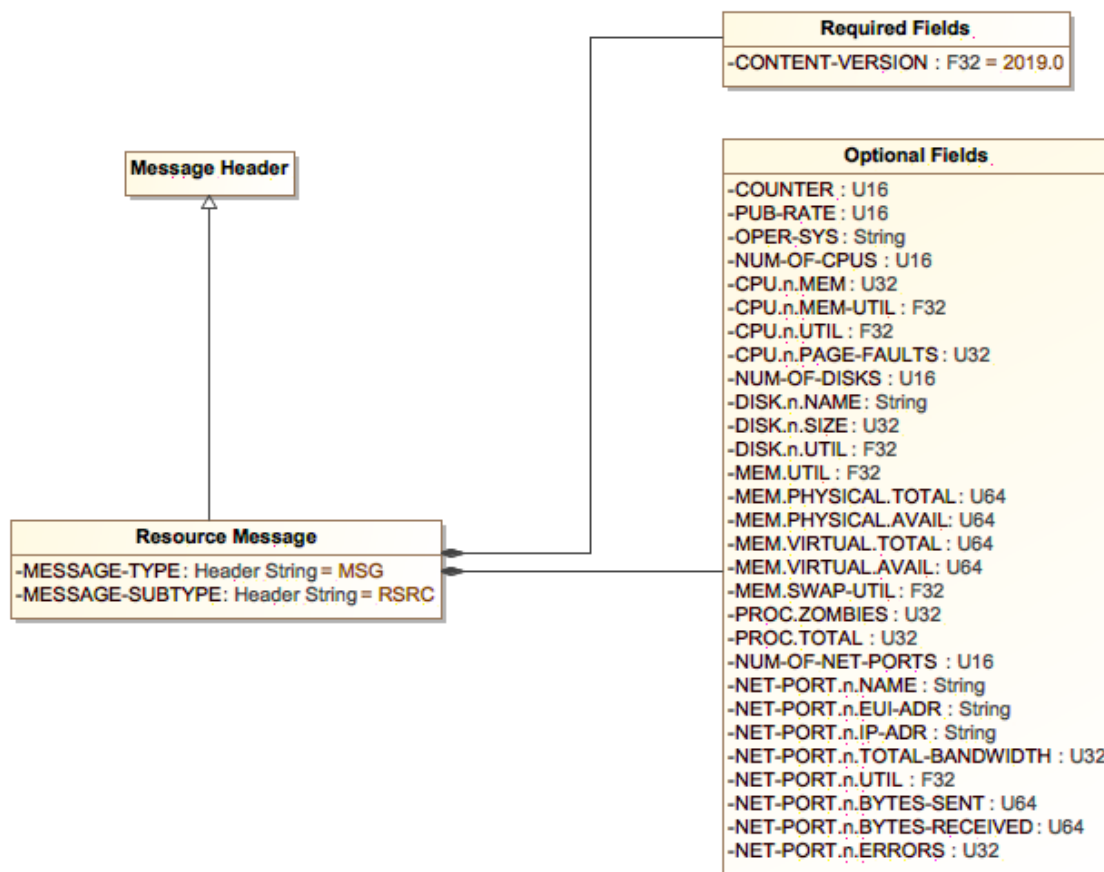 Required Fields
-CONTENT-VERSION : F32 = 2019.0
Message Header
Optional Fields
-COUNTER : U16
-PUB-RATE : U16
-OPER-SYS : String
-NUM-OF-CPUS : U16
-CPU.n.MEM : U32
-CPU.n.MEM-UTIL : F32
-CPU.n.UTIL : F32
-CPU.n.PAGE-FAULTS : U32
-NUM-OF-DISKS : U16
-DISK.n.NAME : String
-DISK.n.SIZE : U32
-DISK.n.UTIL : F32
-MEM.UTIL : F32
-MEM.PHYSICAL.TOTAL : U64
-MEM.PHYSICAL.AVAIL : U64
-MEM.VIRTUAL.TOTAL : U64
-MEM.VIRTUAL.AVAIL : U64
-MEM.SWAP-UTIL : F32
-PROC.ZOMBIES : U32
-PROC.TOTAL : U32
-NUM-OF-NET-PORTS : U16
-NET-PORT.n.NAME : String
-NET-PORT.n.EUI-ADR : String
-NET-PORT.n.IP-ADR : String
-NET-PORT.n.TOTAL-BANDWIDTH : U32
-NET-PORT.n.UTIL : F32
-NET-PORT.n.BYTES-SENT : U64
-NET-PORT.n.BYTES-RECEIVED : U64
-NET-PORT.n.ERRORS : U32
Resource Message
-MESSAGE-TYPE : Header String = MSG
-MESSAGE-SUBTYPE : Header String = RSRC